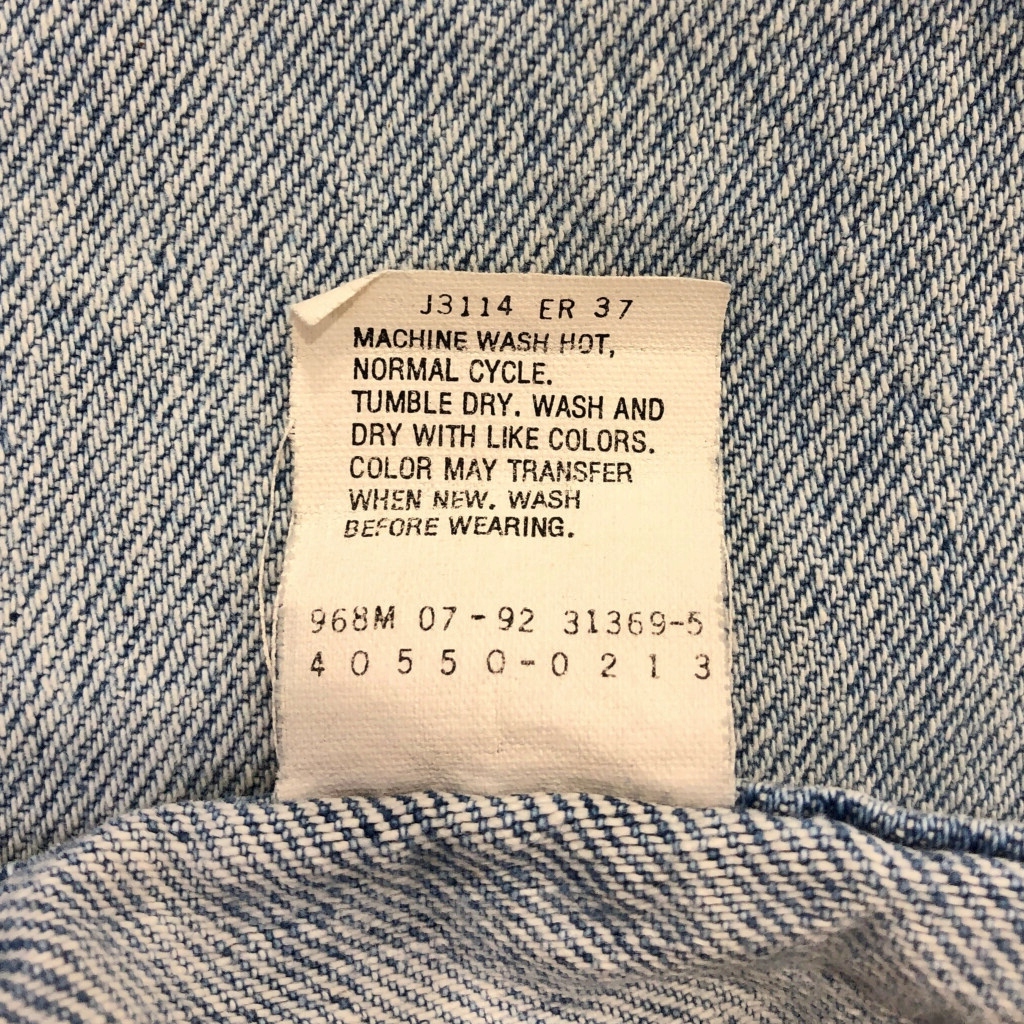 J3114 ER 37
MACHINE WASH HOT,
NORMAL CYCLE.
TUMBLE DRY. WASH AND
DRY WITH LIKE COLORS.
COLOR MAY TRANSFER
WHEN NEW. WASH
BEFORE WEARING.
968M 07-92 31369-5
40550-0213